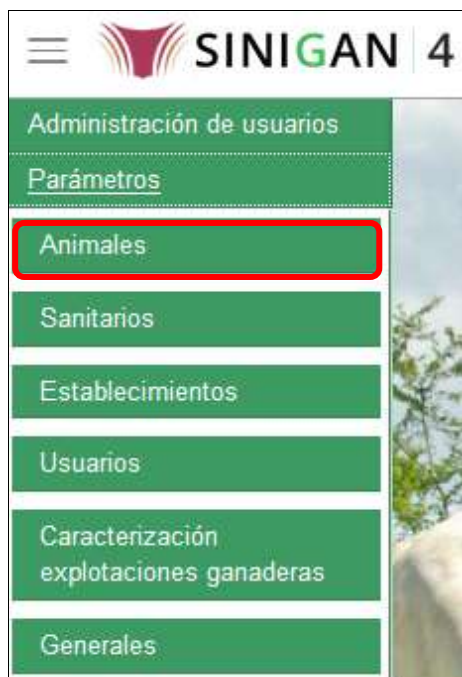 SINIGAN 4
Administración de usuarios
Parámetros
Animales
Sanitarios
Establecimientos
Usuarios
Caracterización
explotaciones ganaderas
Generales